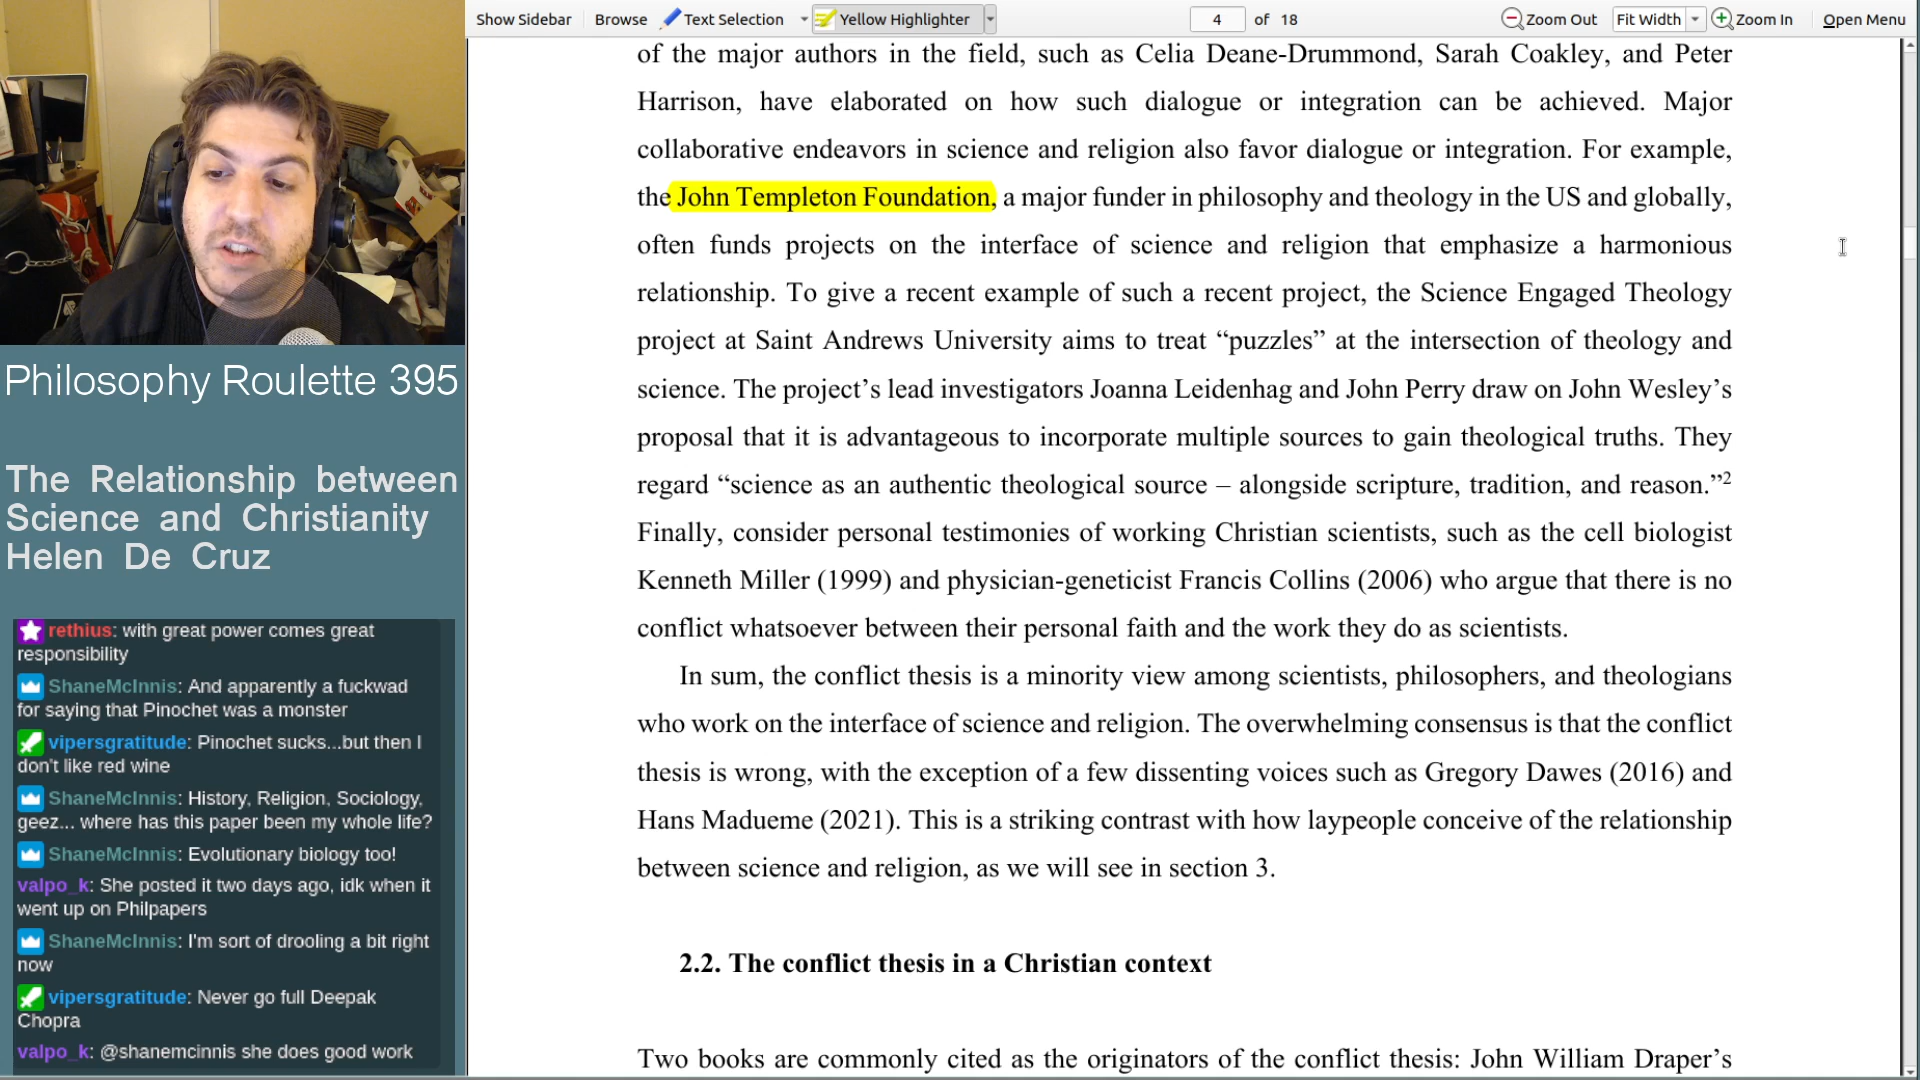 Show Sidebar
Browse
Text Selection
Yellow Highlighter
4 of 18
Zoom Out
Fit Width
Zoom In
Open Menu
of the major authors in the field, such as Celia Deane-Drummond, Sarah Coakley, and Peter
Harrison, have elaborated on how such dialogue or integration can be achieved. Major
collaborative endeavors in science and religion also favor dialogue or integration. For example,
the John Templeton Foundation, a major funder in philosophy and theology in the US and globally,
often funds projects on the interface of science and religion that emphasize a harmonious
relationship. To give a recent example of such a recent project, the Science Engaged Theology
project at Saint Andrews University aims to treat “puzzles” at the intersection of theology and
science. The project’s lead investigators Joanna Leidenhag and John Perry draw on John Wesley’s
proposal that it is advantageous to incorporate multiple sources to gain theological truths. They
regard “science as an authentic theological source – alongside scripture, tradition, and reason.”2
Finally, consider personal testimonies of working Christian scientists, such as the cell biologist
Kenneth Miller (1999) and physician-geneticist Francis Collins (2006) who argue that there is no
conflict whatsoever between their personal faith and the work they do as scientists.
In sum, the conflict thesis is a minority view among scientists, philosophers, and theologians
who work on the interface of science and religion. The overwhelming consensus is that the conflict
thesis is wrong, with the exception of a few dissenting voices such as Gregory Dawes (2016) and
Hans Madueme (2021). This is a striking contrast with how laypeople conceive of the relationship
between science and religion, as we will see in section 3.
2.2. The conflict thesis in a Christian context
Two books are commonly cited as the originators of the conflict thesis: John William Draper’s
Philosophy Roulette 395
The Relationship between
Science and Christianity
Helen De Cruz
rethius: with great power comes great
responsibility
ShaneMcInnis: And apparently a fuckwad
for saying that Pinochet was a monster
vipersgratitude: Pinochet sucks...but then I
don't like red wine
ShaneMcInnis: History, Religion, Sociology,
geez... where has this paper been my whole life?
ShaneMcInnis: Evolutionary biology too!
valpo_k: She posted it two days ago, idk when it
went up on Philpapers
ShaneMcInnis: I'm sort of drooling a bit right
now
vipersgratitude: Never go full Deepak
Chopra
valpo_k: @shanemcinnis she does good work